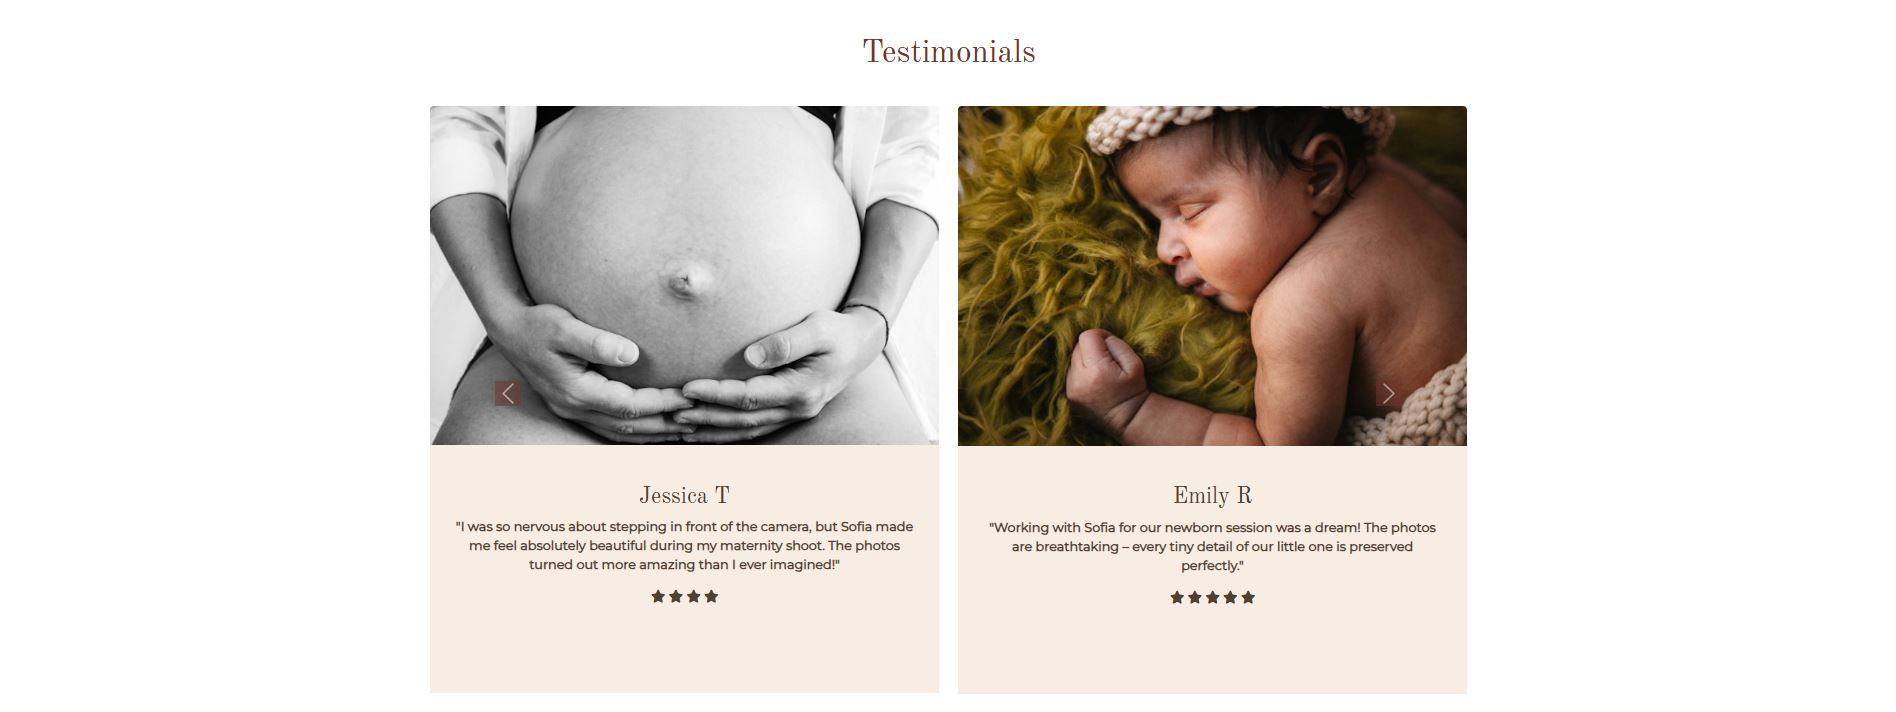 Testimonials
Jessica T
"I was so nervous about stepping in front of the camera, but Sofia made
me feel absolutely beautiful during my maternity shoot. The photos
turned out more amazing than I ever imagined!"
Emily R
"Working with Sofia for our newborn session was a dream! The photos
are breathtaking – every tiny detail of our little one is preserved
perfectly."